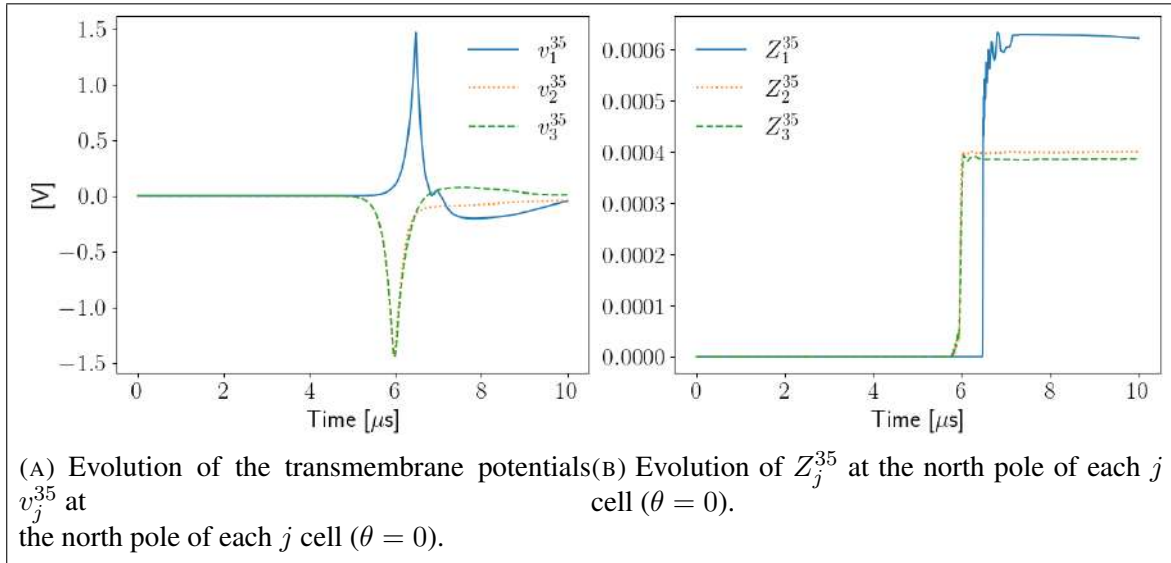 1.5
1.0
0.5
0.0
−0.5
−1.0
−1.5
[V]
0 2 4 6 8 10
Time [μs]
v_1^{35}
v_2^{35}
v_3^{35}
0.0006
0.0005
0.0004
0.0003
0.0002
0.0001
0.0000
0 2 4 6 8 10
Time [μs]
Z_1^{35}
Z_2^{35}
Z_3^{35}
(A) Evolution of the transmembrane potentials
v_j^{35} at
the north pole of each j cell (θ = 0).
(B) Evolution of Z_j^{35} at the north pole of each j
cell (θ = 0).